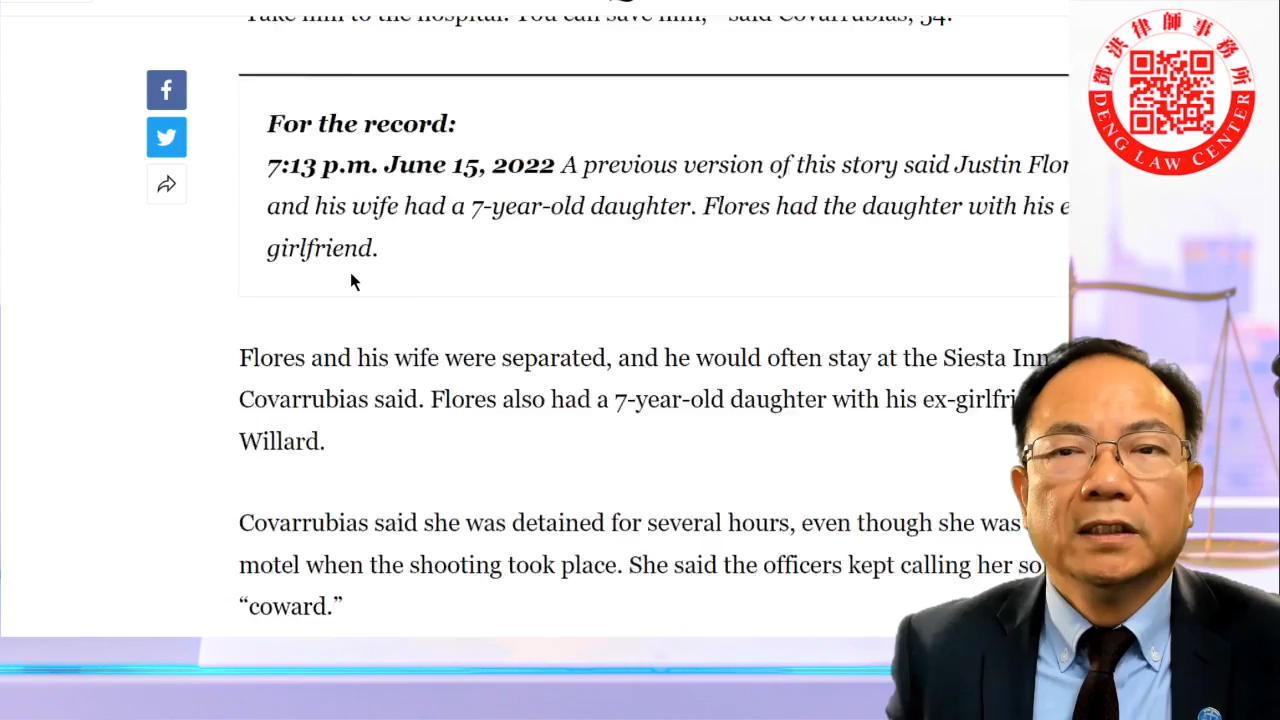 "Take him to the hospital. You can save him," said Covarrubias, 54.
For the record:
7:13 p.m. June 15, 2022 A previous version of this story said Justin
and his wife had a 7-year-old daughter. Flores had the daughter with his
girlfriend.
Flores and his wife were separated, and he would often stay at the Siesta Inn
Covarrubias said. Flores also had a 7-year-old daughter with his
Willard.
Covarrubias said she was detained for several hours, even though she was
motel when the shooting took place. She said the officers kept calling her
“coward.”
鄧洪律師事務所
DENG LAW CENTER